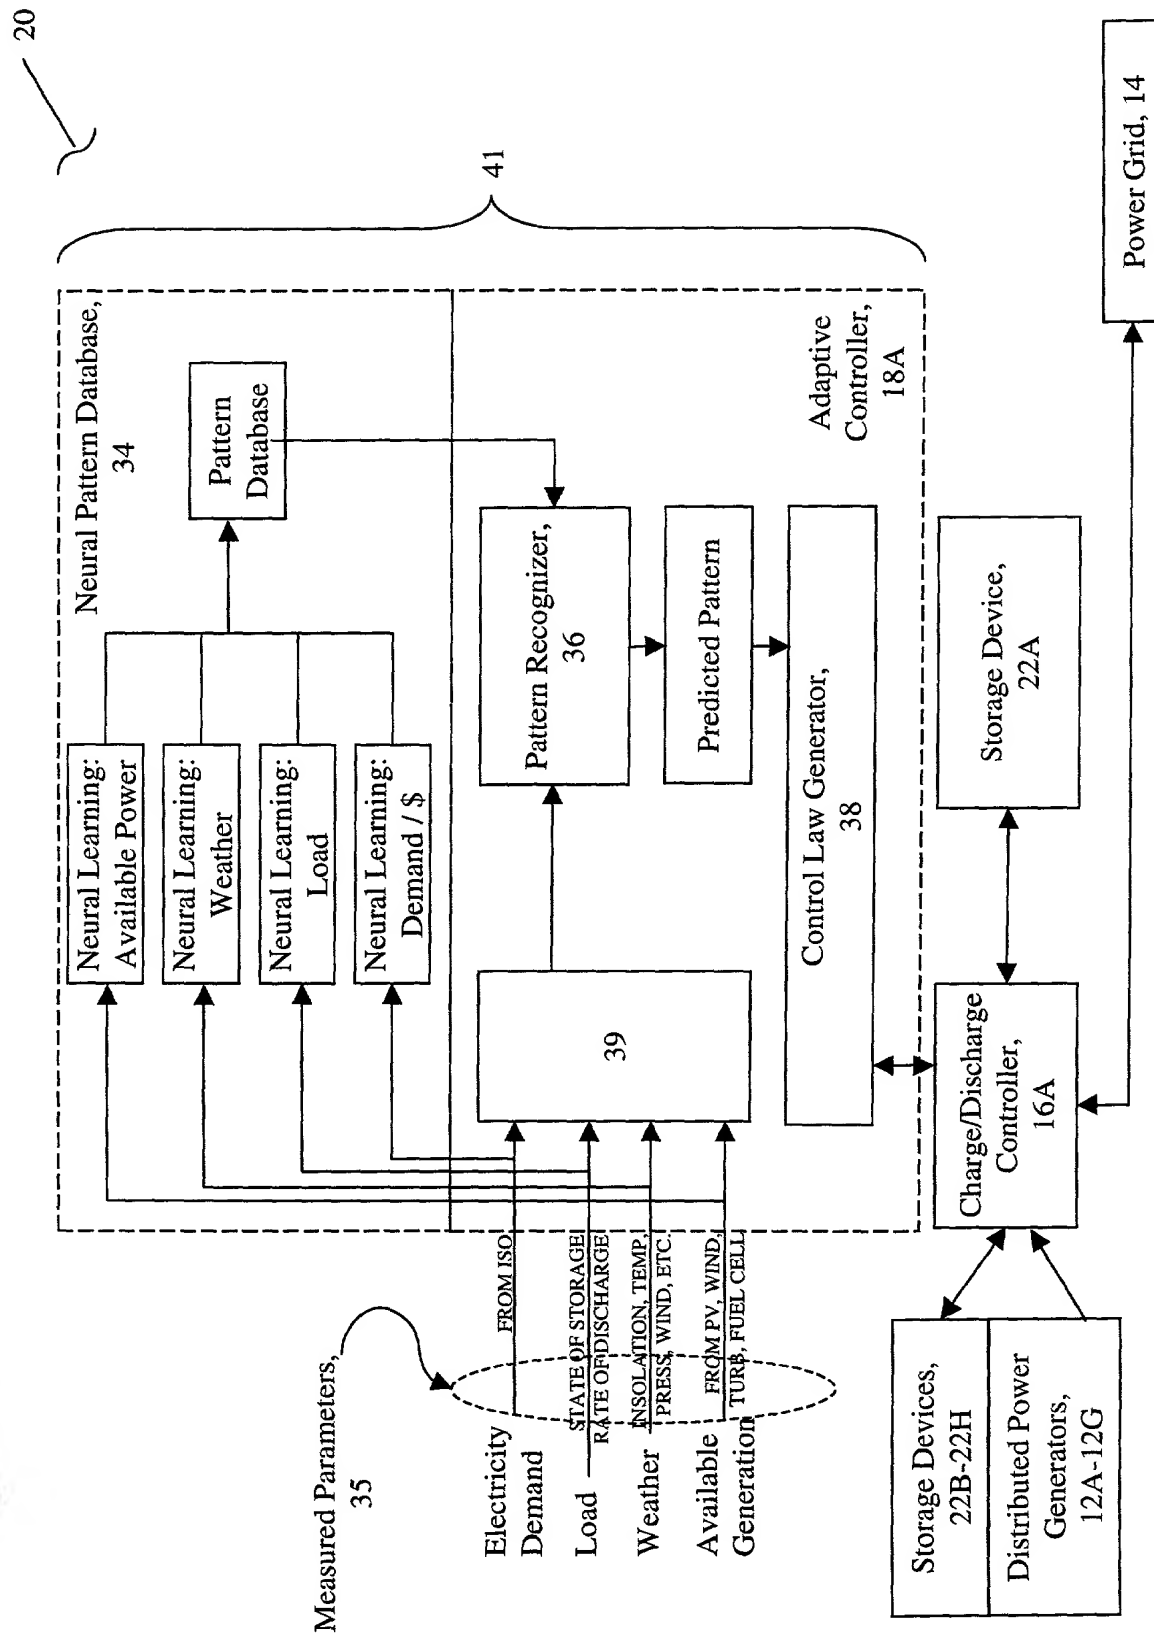 20
41
Neural Pattern Database,
34
Neural Learning:
Available Power
Neural Learning:
Weather
Neural Learning:
Load
Neural Learning:
Demand / $
Pattern
Database
Adaptive
Controller,
18A
39
Pattern Recognizer,
36
Predicted Pattern
Control Law Generator,
38
Measured Parameters,
35
Electricity
Demand
FROM ISO
Load
STATE OF STORAGE
RATE OF DISCHARGE
Weather
INSOLATION, TEMP,
PRESS, WIND, ETC.
Available
Generation
FROM PV, WIND,
TURB, FUEL CELL
Storage Devices,
22B-22H
Distributed Power
Generators,
12A-12G
Charge/Discharge
Controller,
16A
Storage Device,
22A
Power Grid, 14